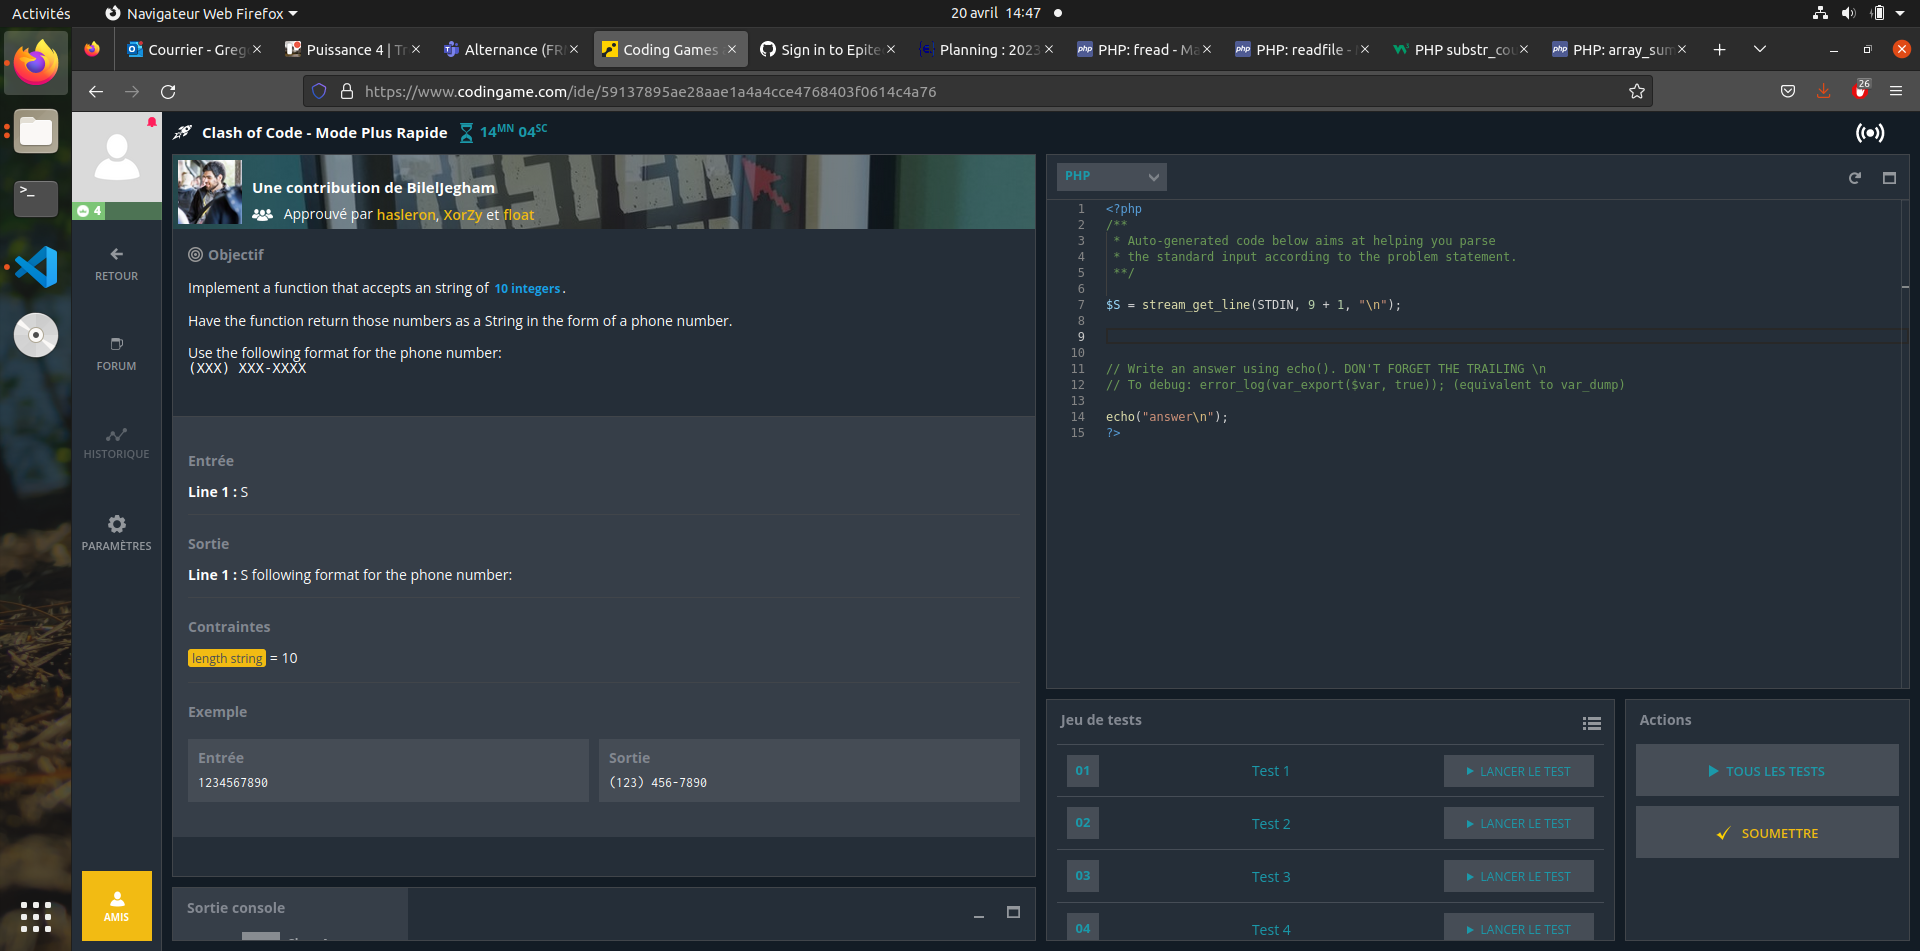 Activités
Navigateur Web Firefox
20 avril 14:47
Courrier - Greg
Puissance 4 | Tr
Alternance (FR
Coding Games
Sign in to Epite
Planning : 2023
PHP: fread - Ma
PHP: readfile -
PHP substr_cou
PHP: array_sum
https://www.codingame.com/ide/59137895ae28aae1a4a4cce4768403f0614c4a76
26
Clash of Code - Mode Plus Rapide
14MN 04SC
4
RETOUR
FORUM
HISTORIQUE
PARAMÈTRES
AMIS
Une contribution de BilelJegham
Approuvé par hasleron, XorZy et float
Objectif
Implement a function that accepts an string of 10 integers.
Have the function return those numbers as a String in the form of a phone number.
Use the following format for the phone number:
(XXX) XXX-XXXX
Entrée
Line 1 : S
Sortie
Line 1 : S following format for the phone number:
Contraintes
length string = 10
Exemple
Entrée
1234567890
Sortie
(123) 456-7890
Sortie console
PHP
1 <?php
2 /**
3 * Auto-generated code below aims at helping you parse
4 * the standard input according to the problem statement.
5 **/
6
7 $S = stream_get_line(STDIN, 9 + 1, "\n");
8
9
10
11 // Write an answer using echo(). DON'T FORGET THE TRAILING \n
12 // To debug: error_log(var_export($var, true)); (equivalent to var_dump)
13
14 echo("answer\n");
15 ?>
Jeu de tests
01 Test 1 LANCER LE TEST
02 Test 2 LANCER LE TEST
03 Test 3 LANCER LE TEST
04 Test 4 LANCER LE TEST
Actions
TOUS LES TESTS
SOUMETTRE